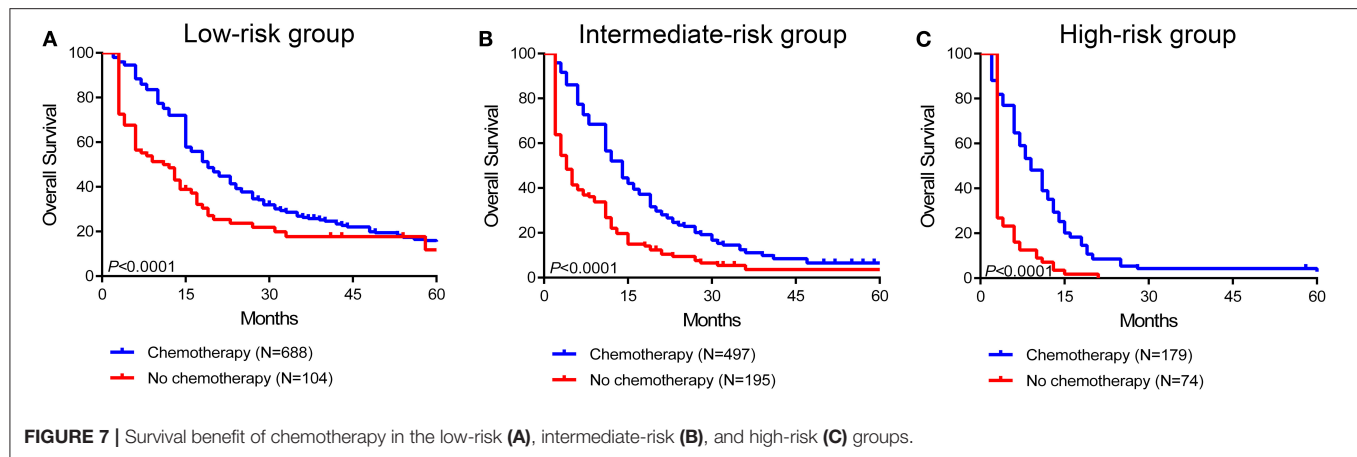 A Low-risk group
100
80
60
40
20
0
Overall Survival
P<0.0001
0 15 30 45 60
Months
Chemotherapy (N=688)
No chemotherapy (N=104)
B Intermediate-risk group
100
80
60
40
20
0
Overall Survival
P<0.0001
0 15 30 45 60
Months
Chemotherapy (N=497)
No chemotherapy (N=195)
C High-risk group
100
80
60
40
20
0
Overall Survival
P<0.0001
0 15 30 45 60
Months
Chemotherapy (N=179)
No chemotherapy (N=74)
FIGURE 7 | Survival benefit of chemotherapy in the low-risk (A), intermediate-risk (B), and high-risk (C) groups.